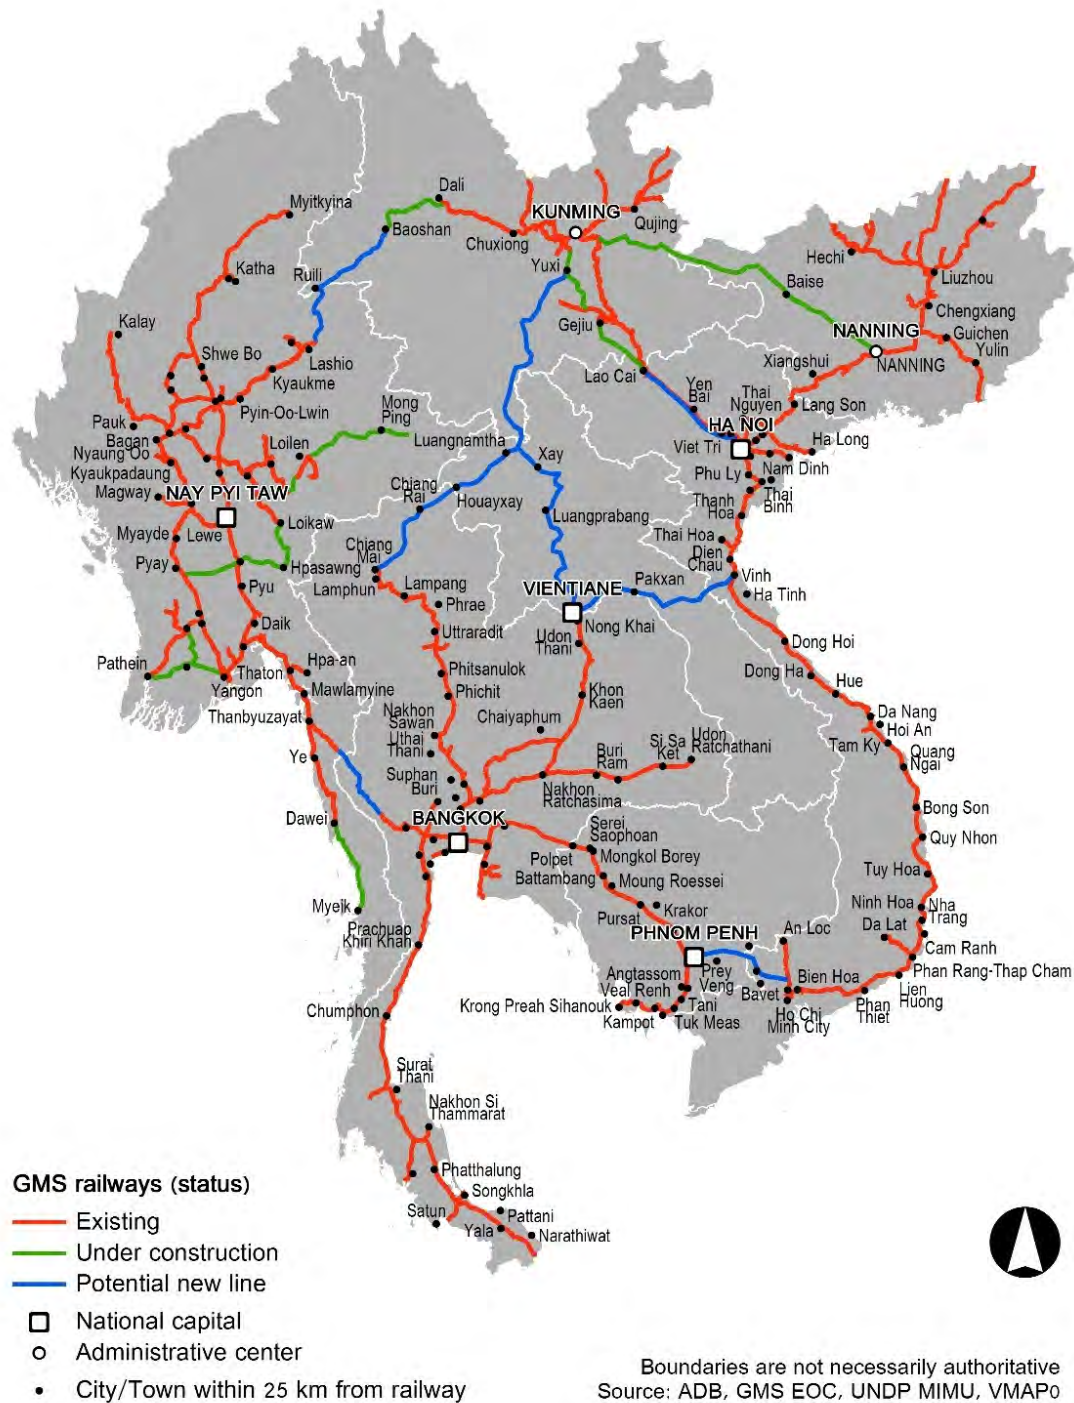 Dali
Myitkyina
KUNMING
Qujing
Baoshan
Chuxiong
Hechi
Katha
Yuxi
Ruili
Baise
Liuzhou
Chengxiang
Kalay
Gejiu
NANNING
Guichen
Shwe Bo
Lashio
Xiangshui
NANNING
Yulin
Kyaukme
Lao Cai
Yen
Bai
Thai
Nguyen
Pyin-Oo-Lwin
Mong
Ping
Lang Son
Pauk
HA NOI
Bagan
Loilen
Luangnamtha
Viet Tri
Ha Long
Nyaung Oo
Xay
Kyaukpadaung
Phu Ly
Nam Dinh
Magway
NAY PYI TAW
Chiang
Rai
Houayxay
Thanh
Hoa
Thai
Binh
Luangprabang
Myayde
Lewe
Loikaw
Thai Hoa
Chiang
Mai
Dien
Chau
Pyay
Hpasawng
Lamphun
Lampang
VIENTIANE
Pakxan
Vinh
Pyu
Phrae
Ha Tinh
Daik
Uttraradit
Udon
Thani
Nong Khai
Dong Hoi
Pathein
Thaton
Hpa-an
Phitsanulok
Dong Ha
Hue
Yangon
Mawlamyine
Phichit
Khon
Kaen
Thanbyuzayat
Nakhon
Sawan
Chaiyaphum
Da Nang
Hoi An
Uthai
Thani
Buri
Ram
Si Sa
Ket
Udon
Ratchathani
Tam Ky
Quang
Ngai
Ye
Suphan
Buri
Nakhon
Ratchasima
Dawei
BANGKOK
Serei
Saophoan
Bong Son
Quy Nhon
Polpet
Mongkol Borey
Battambang
Moung Roessei
Tuy Hoa
Myeik
Pursat
Krakor
Ninh Hoa
Nha
Trang
Prachuap
Khiri Khan
PHNOM PENH
An Loc
Da Lat
Cam Ranh
Angtassom
Prey
Veng
Bien Hoa
Phan Rang-Thap Cham
Veal Renh
Bavet
Lien
Huong
Chumphon
Krong Preah Sihanouk
Tani
Kampot
Tuk Meas
Ho Chi
Minh City
Phan
Thiet
Surat
Thani
Nakhon Si
Thammarat
Phatthalung
Songkhla
Satun
Pattani
Yala
Narathiwat
GMS railways (status)
Existing
Under construction
Potential new line
National capital
Administrative center
City/Town within 25 km from railway
Boundaries are not necessarily authoritative
Source: ADB, GMS EOC, UNDP MIMU, VMAP0